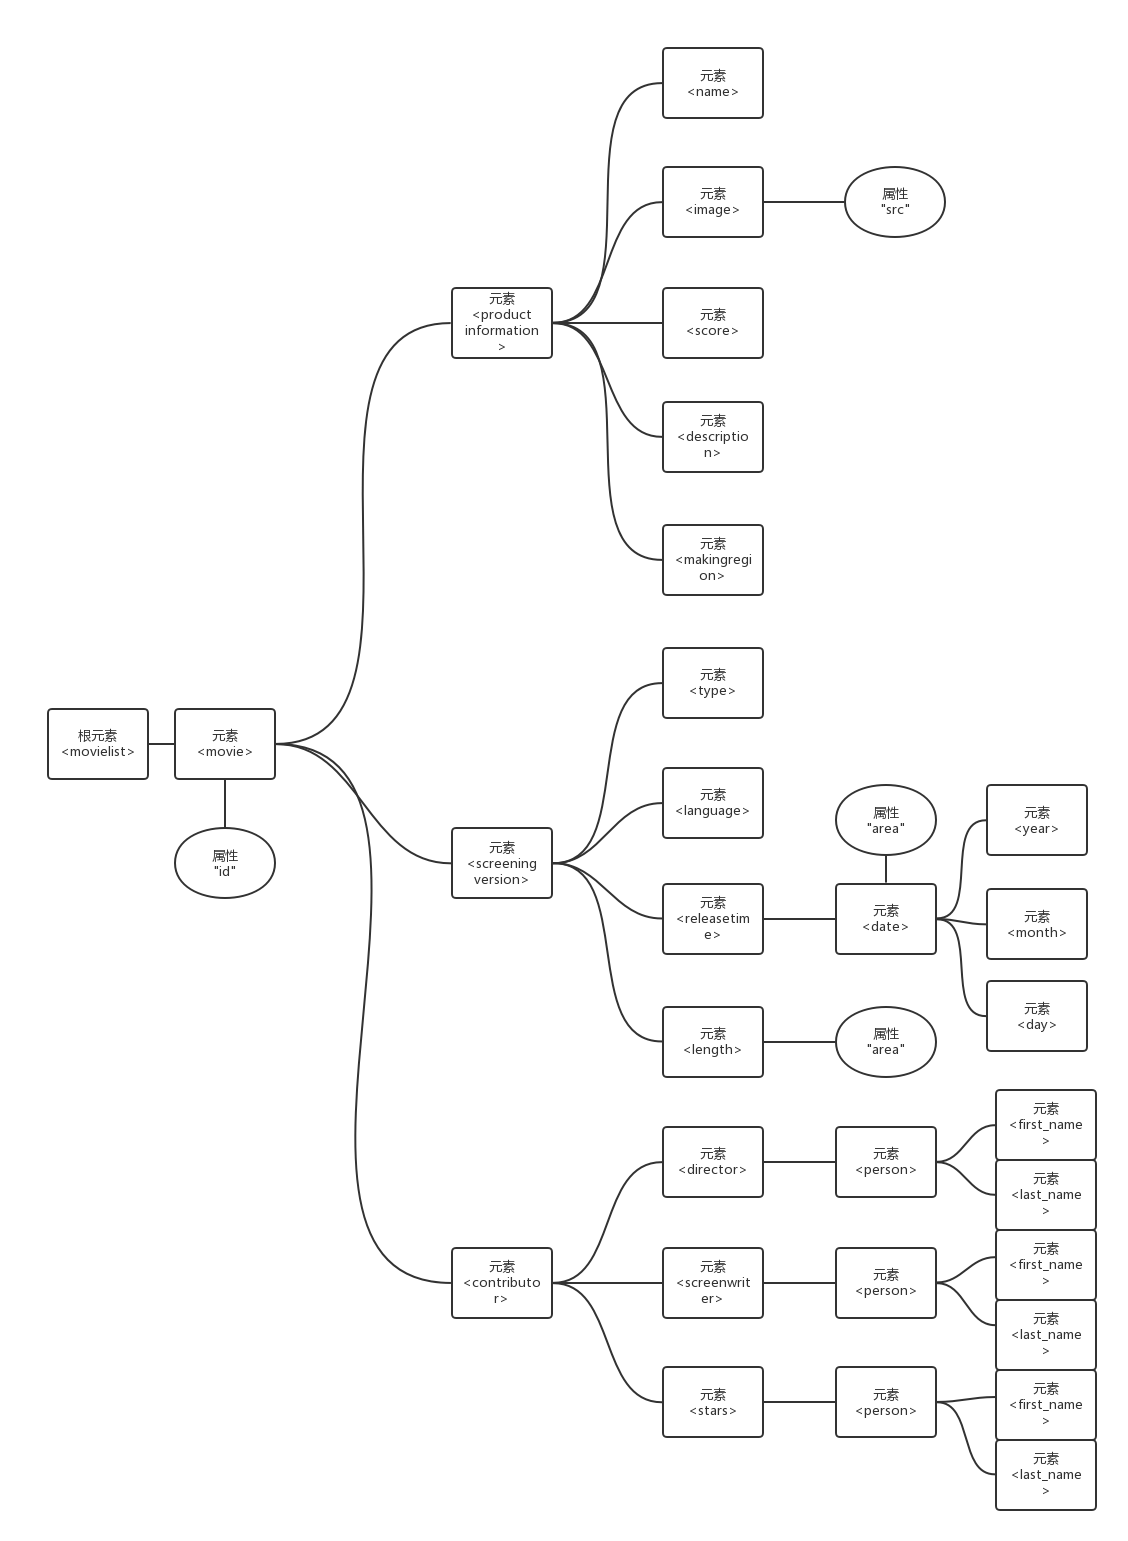 元素
<name>
元素
<image>
属性
"src"
元素
<product
information
>
元素
<score>
元素
<descriptio
n>
元素
<makingregi
on>
根元素
<movielist>
元素
<movie>
属性
"id"
元素
<screening
version>
元素
<type>
元素
<language>
元素
<releasetim
e>
属性
"area"
元素
<date>
元素
<year>
元素
<month>
元素
<day>
元素
<length>
属性
"area"
元素
<contributo
r>
元素
<director>
元素
<person>
元素
<first_name
>
元素
<last_name
>
元素
<screenwrit
er>
元素
<person>
元素
<first_name
>
元素
<last_name
>
元素
<stars>
元素
<person>
元素
<first_name
>
元素
<last_name
>